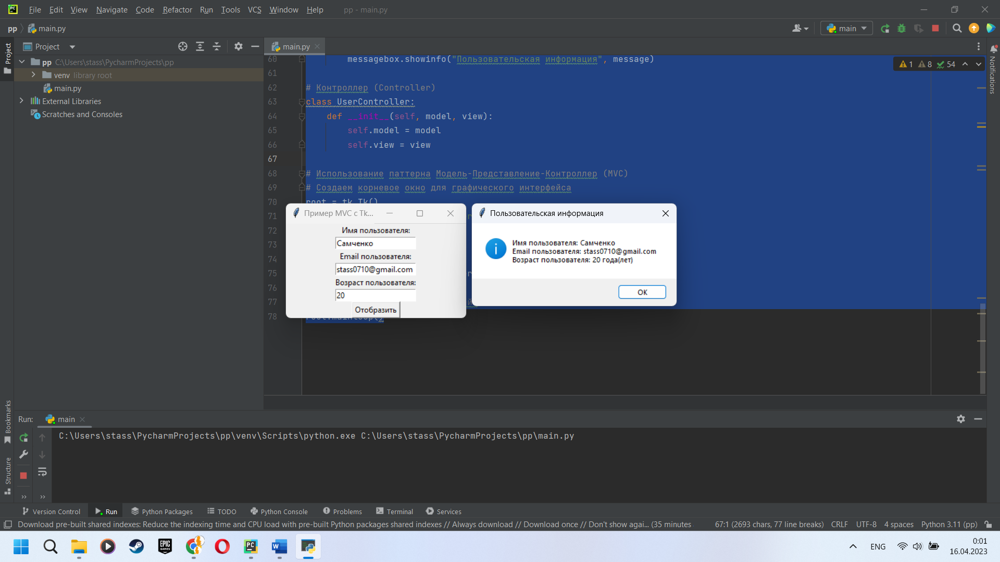 File Edit View Navigate Code Refactor Run Tools VCS Window Help pp - main.py
pp main.py main
Project main.py
Project
pp C:\Users\stass\PycharmProjects\pp
venv library root
main.py
External Libraries
Scratches and Consoles
60 messagebox.showinfo("Пользовательская информация", message)
1 8 54
61
62 # Контроллер (Controller)
63 class UserController:
64 def __init__(self, model, view):
65 self.model = model
66 self.view = view
67
68 # Использование паттерна Модель-Представление-Контроллер (MVC)
69 # Создаем корневое окно для графического интерфейса
70 root = tk.Tk()
71
72
73
74
75
76
77
78 root.mainloop()
Notifications
Пример MVC с Tk...
Имя пользователя:
Самченко
Email пользователя:
stass0710@gmail.com
Возраст пользователя:
20
Отобразить
Пользовательская информация
Имя пользователя: Самченко
Email пользователя: stass0710@gmail.com
Возраст пользователя: 20 года(лет)
OK
Bookmarks
Structure
Run: main
C:\Users\stass\PycharmProjects\pp\venv\Scripts\python.exe C:\Users\stass\PycharmProjects\pp\main.py
Version Control Run Python Packages TODO Python Console Problems Terminal Services
Download pre-built shared indexes: Reduce the indexing time and CPU load with pre-built Python packages shared indexes // Always download // Download once // Don't show agai... (35 minutes 67:1 (2693 chars, 77 line breaks) CRLF UTF-8 4 spaces Python 3.11 (pp)
EPIC GAMES
ENG
0:01
16.04.2023